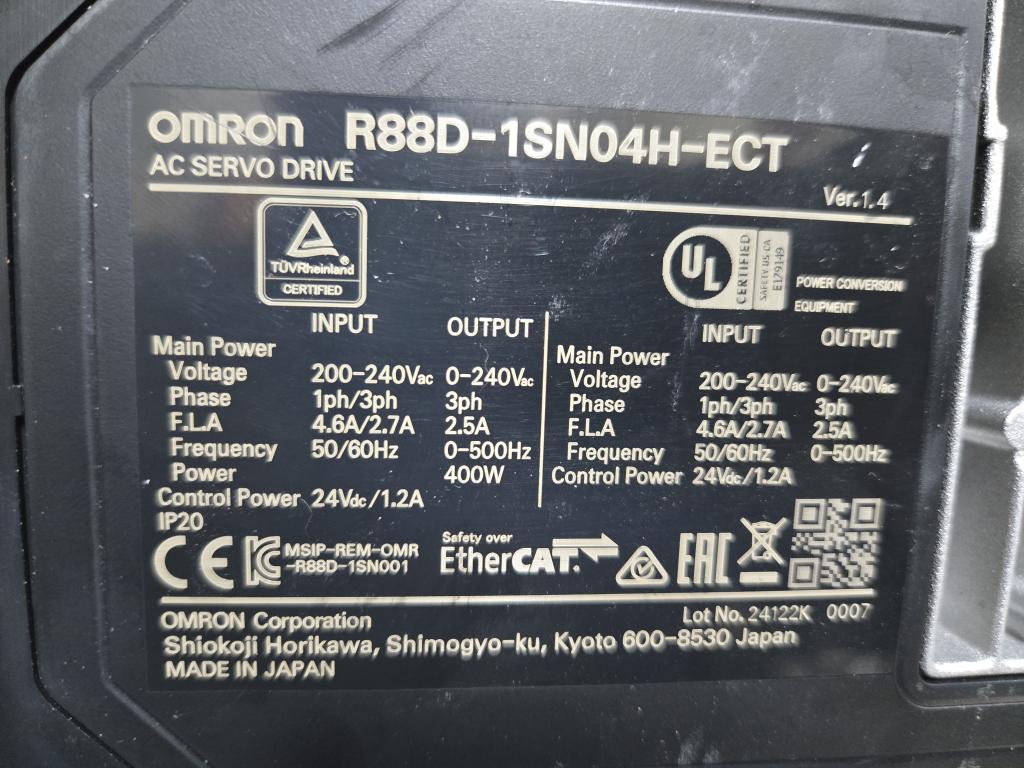 OMRON R88D-1SN04H-ECT
AC SERVO DRIVE
Ver.1.4
TÜVRheinland
CERTIFIED
UL
CERTIFIED
SAFETY US CA
E179149
POWER CONVERSION
EQUIPMENT
INPUT OUTPUT
Main Power
Voltage 200-240Vac 0-240Vac
Phase 1ph/3ph 3ph
F.L.A 4.6A/2.7A 2.5A
Frequency 50/60Hz 0-500Hz
Power 400W
Control Power 24Vdc/1.2A
IP20
INPUT OUTPUT
Main Power
Voltage 200-240Vac 0-240Vac
Phase 1ph/3ph 3ph
F.L.A 4.6A/2.7A 2.5A
Frequency 50/60Hz 0-500Hz
Control Power 24Vdc/1.2A
CE
MSIP-REM-OMR
-R88D-1SN001
Safety over
EtherCAT.
EAC
Lot No. 24122K 0007
OMRON Corporation
Shiokoji Horikawa, Shimogyo-ku, Kyoto 600-8530 Japan
MADE IN JAPAN